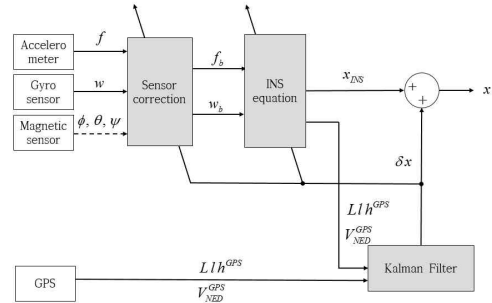 Accelero
meter
f
Gyro
sensor
w
Magnetic
sensor
ϕ, θ, ψ
Sensor
correction
f_b
w_b
INS
equation
x_INS
+
+
x
δx
Llh^GPS
V_NED^GPS
Kalman Filter
GPS
Llh^GPS
V_NED^GPS